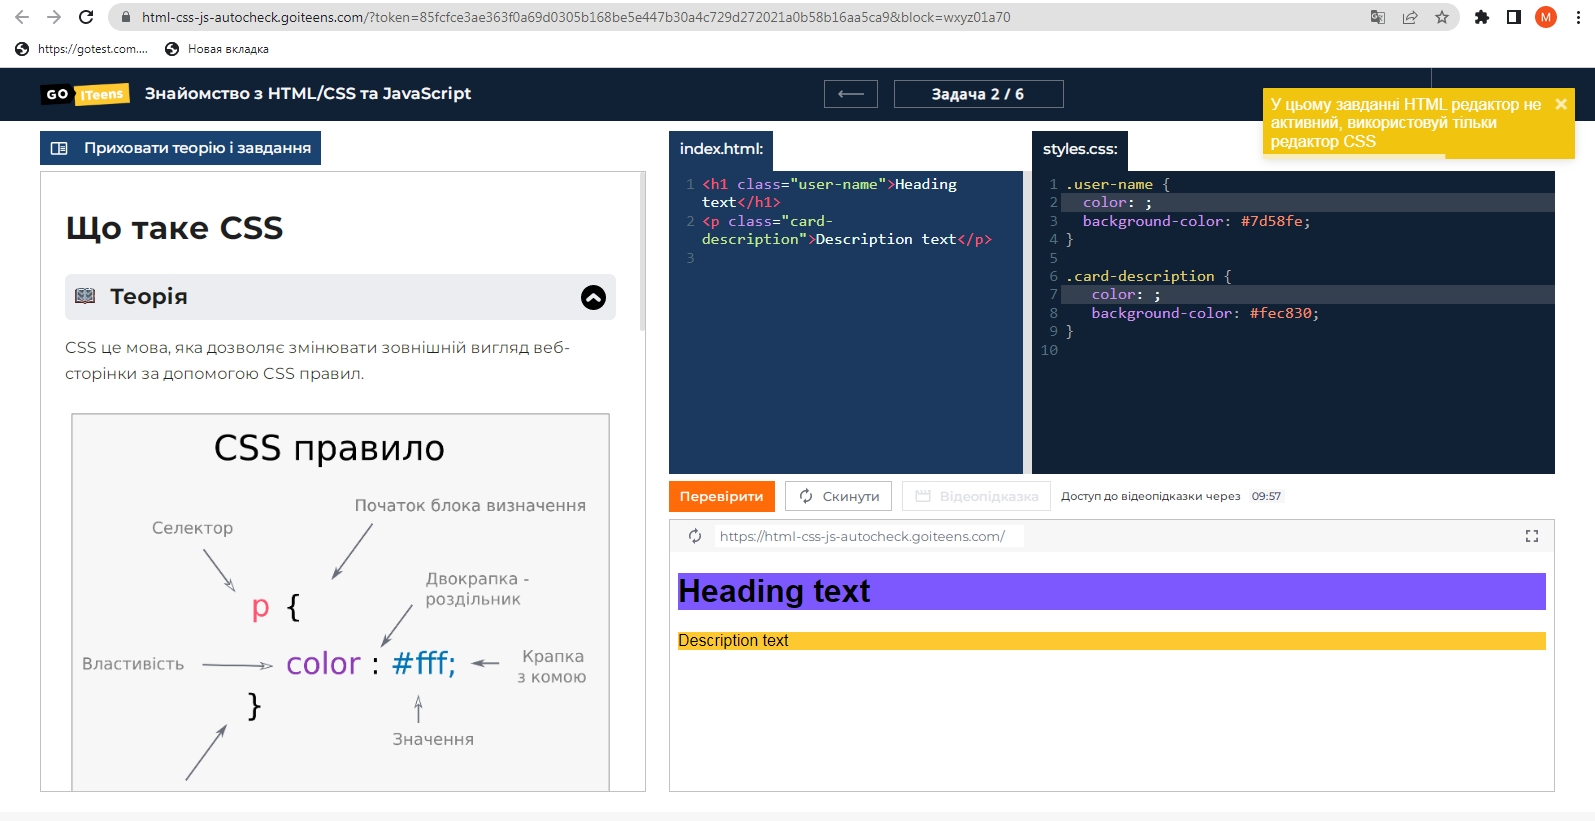 html-css-js-autocheck.goiteens.com/?token=85fcfce3ae363f0a69d0305b168be5e447b30a4c729d272021a0b58b16aa5ca9&block=wxyz01a70
M
https://gotest.com....
Новая вкладка
GO ITeens
Знайомство з HTML/CSS та JavaScript
Задача 2 / 6
У цьому завданні HTML редактор не
активний, використовуй тільки
редактор CSS
Приховати теорію і завдання
Що таке CSS
Теорія
CSS це мова, яка дозволяє змінювати зовнішній вигляд веб-
сторінки за допомогою CSS правил.
CSS правило
Початок блока визначення
Селектор
Двокрапка -
роздільник
p {
Властивість
color : #fff;
Крапка
з комою
}
Значення
index.html:
1 <h1 class="user-name">Heading
text</h1>
2 <p class="card-
description">Description text</p>
3
styles.css:
1 .user-name {
2 color: ;
3 background-color: #7d58fe;
4 }
5
6 .card-description {
7 color: ;
8 background-color: #fec830;
9 }
10
Перевірити
Скинути
Відеопідказка
Доступ до відеопідказки через 09:57
https://html-css-js-autocheck.goiteens.com/
Heading text
Description text